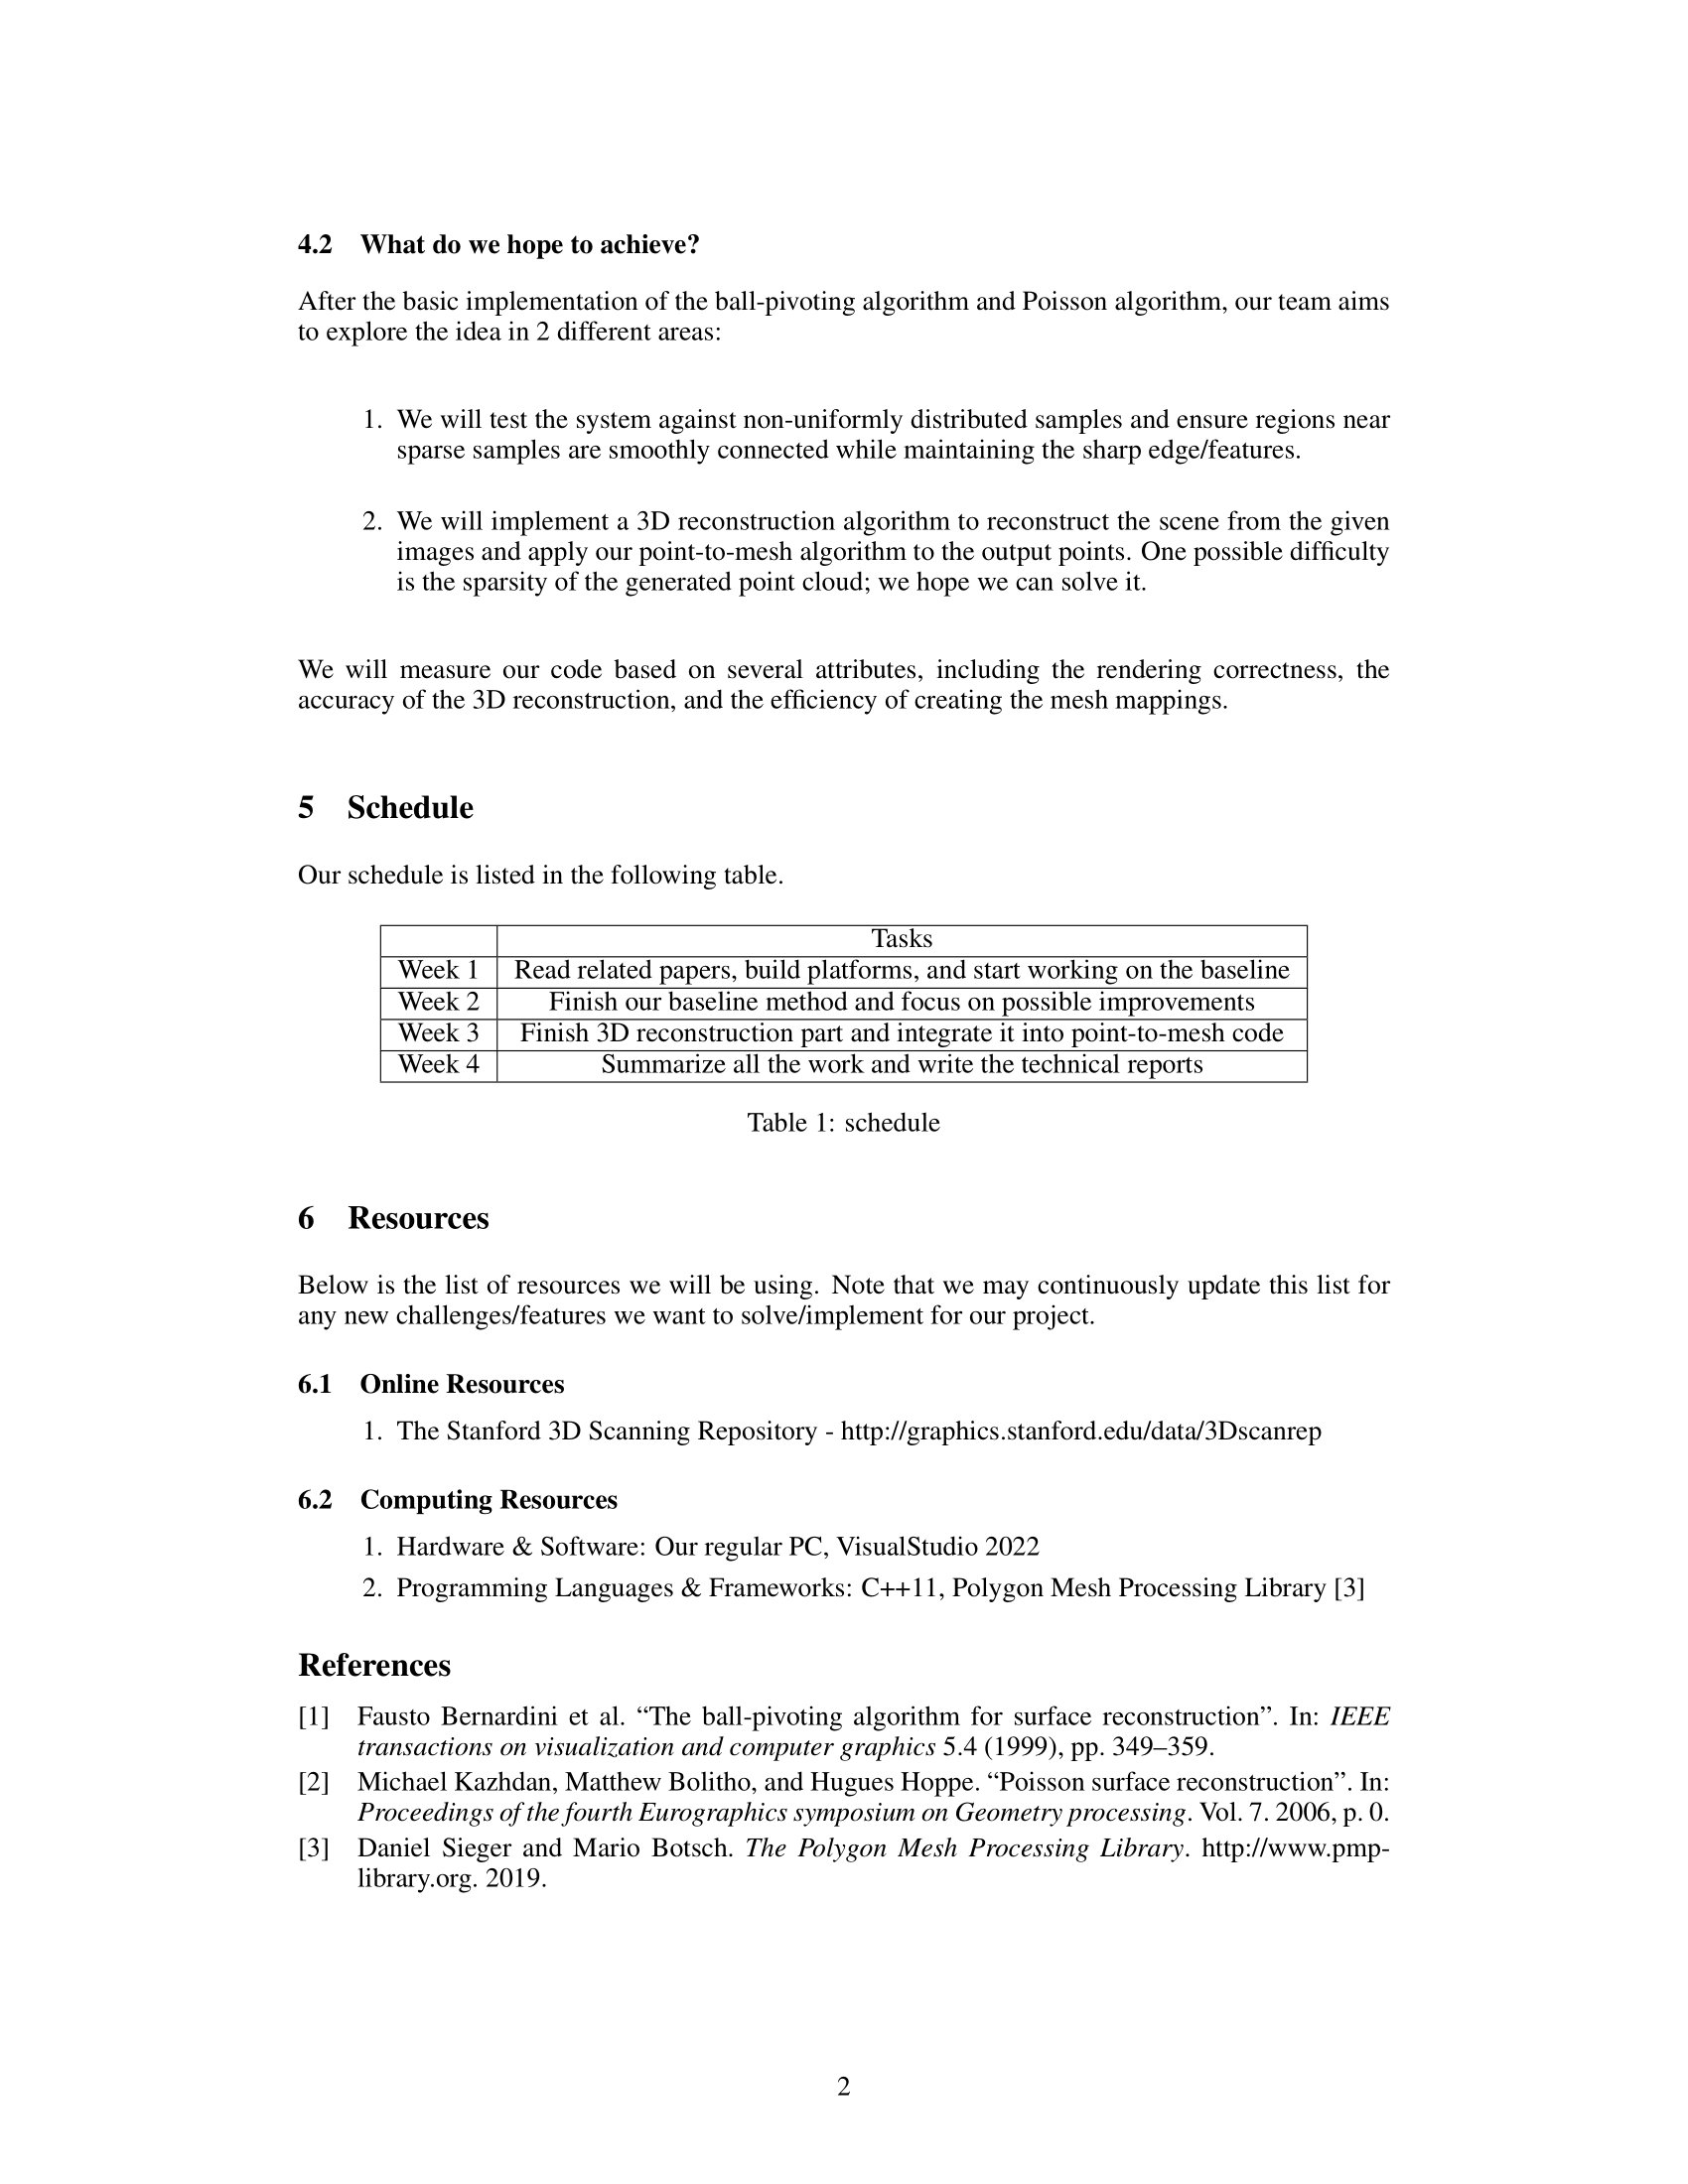 4.2 What do we hope to achieve?
After the basic implementation of the ball-pivoting algorithm and Poisson algorithm, our team aims
to explore the idea in 2 different areas:
1. We will test the system against non-uniformly distributed samples and ensure regions near
sparse samples are smoothly connected while maintaining the sharp edge/features.
2. We will implement a 3D reconstruction algorithm to reconstruct the scene from the given
images and apply our point-to-mesh algorithm to the output points. One possible difficulty
is the sparsity of the generated point cloud; we hope we can solve it.
We will measure our code based on several attributes, including the rendering correctness, the
accuracy of the 3D reconstruction, and the efficiency of creating the mesh mappings.
5 Schedule
Our schedule is listed in the following table.
Tasks
Week 1 Read related papers, build platforms, and start working on the baseline
Week 2 Finish our baseline method and focus on possible improvements
Week 3 Finish 3D reconstruction part and integrate it into point-to-mesh code
Week 4 Summarize all the work and write the technical reports
Table 1: schedule
6 Resources
Below is the list of resources we will be using. Note that we may continuously update this list for
any new challenges/features we want to solve/implement for our project.
6.1 Online Resources
1. The Stanford 3D Scanning Repository - http://graphics.stanford.edu/data/3Dscanrep
6.2 Computing Resources
1. Hardware & Software: Our regular PC, VisualStudio 2022
2. Programming Languages & Frameworks: C++11, Polygon Mesh Processing Library [3]
References
[1] Fausto Bernardini et al. “The ball-pivoting algorithm for surface reconstruction”. In: IEEE
transactions on visualization and computer graphics 5.4 (1999), pp. 349–359.
[2] Michael Kazhdan, Matthew Bolitho, and Hugues Hoppe. “Poisson surface reconstruction”. In:
Proceedings of the fourth Eurographics symposium on Geometry processing. Vol. 7. 2006, p. 0.
[3] Daniel Sieger and Mario Botsch. The Polygon Mesh Processing Library. http://www.pmp-
library.org. 2019.
2